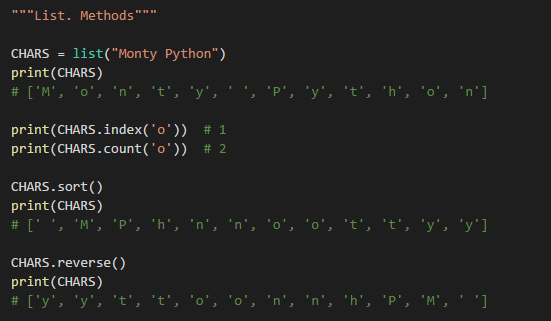 """List. Methods"""
CHARS = list("Monty Python")
print(CHARS)
# ['M', 'o', 'n', 't', 'y', ' ', 'P', 'y', 't', 'h', 'o', 'n']
print(CHARS.index('o'))  # 1
print(CHARS.count('o'))  # 2
CHARS.sort()
print(CHARS)
# [' ', 'M', 'P', 'h', 'n', 'n', 'o', 'o', 't', 't', 'y', 'y']
CHARS.reverse()
print(CHARS)
# ['y', 'y', 't', 't', 'o', 'o', 'n', 'n', 'h', 'P', 'M', ' ']